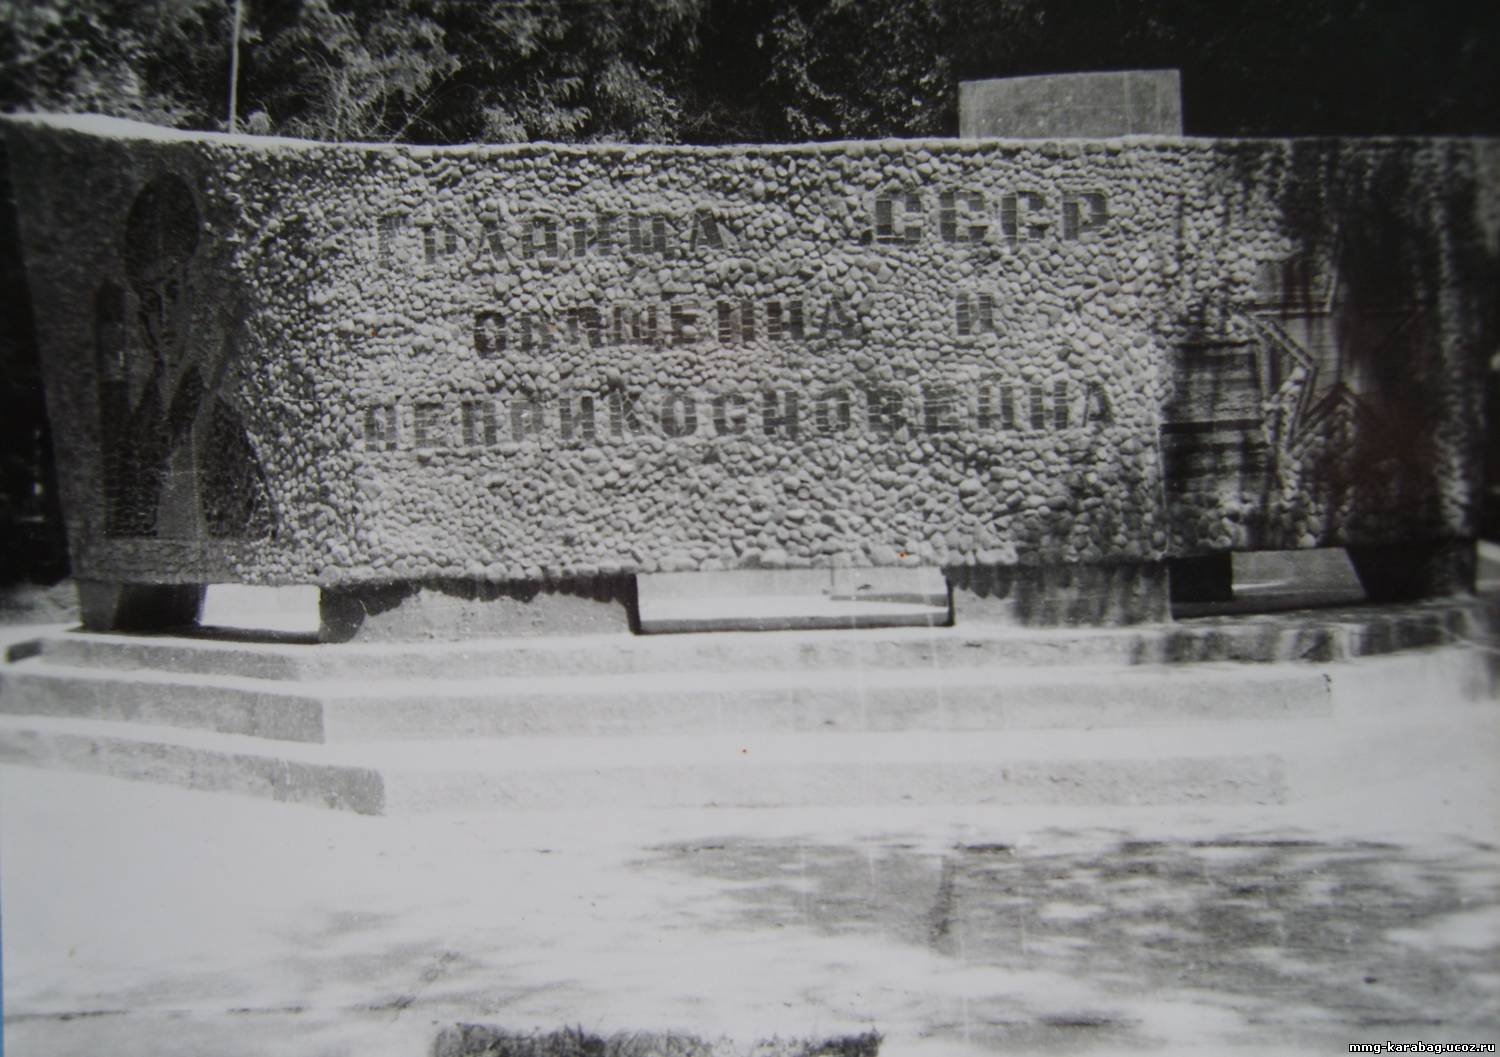 Граница СССР
священна и
неприкосновенна
mmg-karabag.ucoz.ru